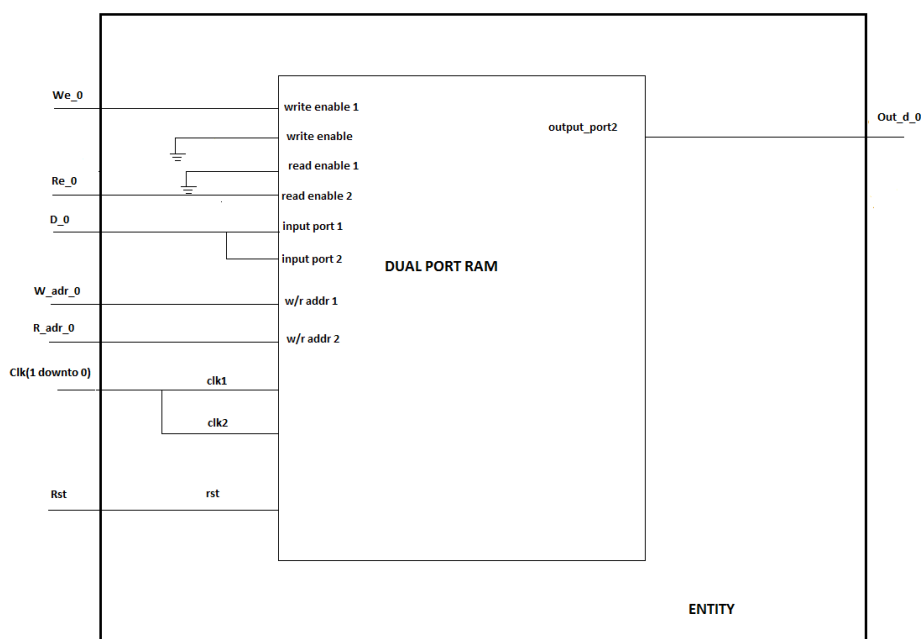 We_0
write enable 1
write enable
output_port2
Out_d_0
read enable 1
Re_0
read enable 2
D_0
input port 1
input port 2
DUAL PORT RAM
W_adr_0
w/r addr 1
R_adr_0
w/r addr 2
Clk(1 downto 0)
clk1
clk2
Rst
rst
ENTITY